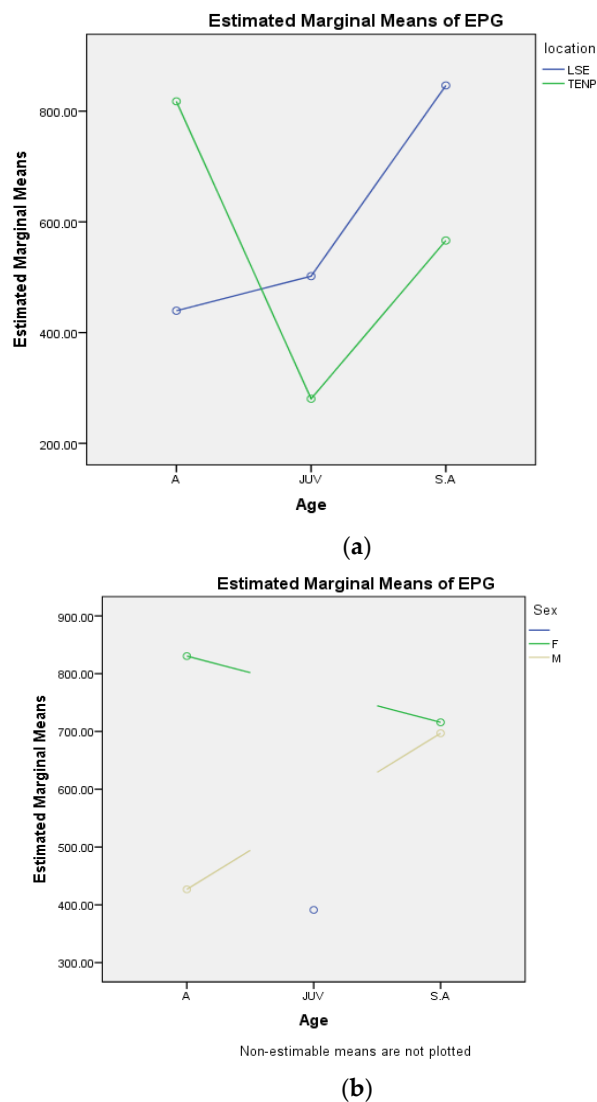 Estimated Marginal Means of EPG
location
LSE
TENP
800.00
600.00
400.00
200.00
Estimated Marginal Means
A
JUV
S.A
Age
(a)
Estimated Marginal Means of EPG
Sex
F
M
900.00
800.00
700.00
600.00
500.00
400.00
300.00
Estimated Marginal Means
A
JUV
S.A
Age
Non-estimable means are not plotted
(b)